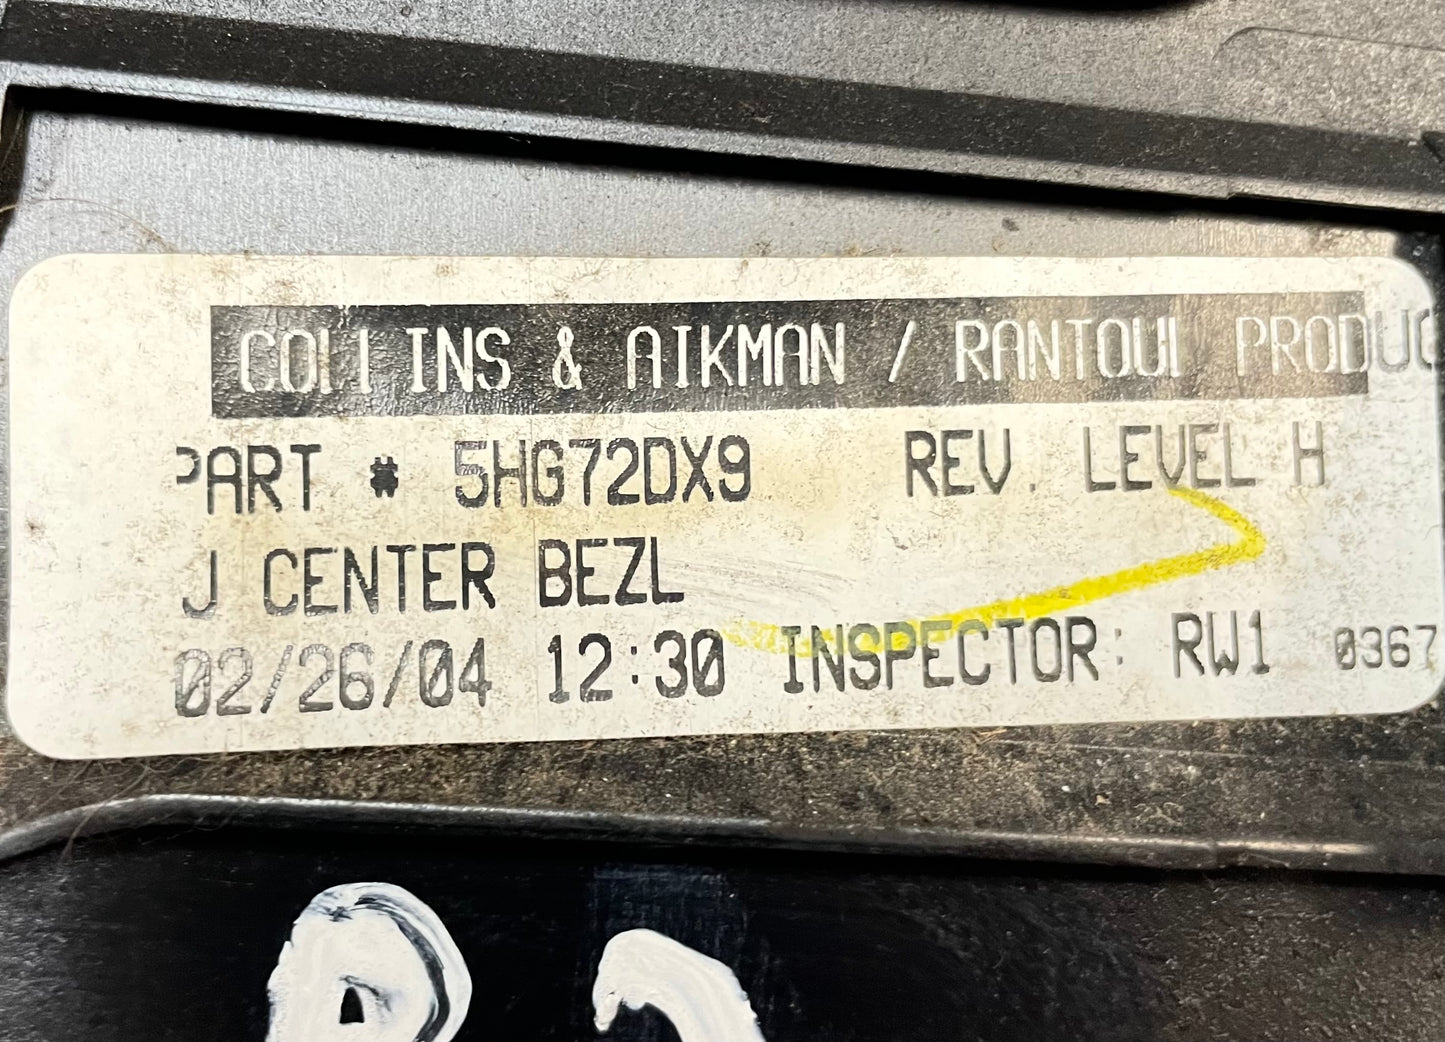 COLLINS & AIKMAN / RANTOUL PRODUC
PART # 5HG72DX9 REV. LEVEL H
J CENTER BEZL
02/26/04 12:30 INSPECTOR: RW1 0367